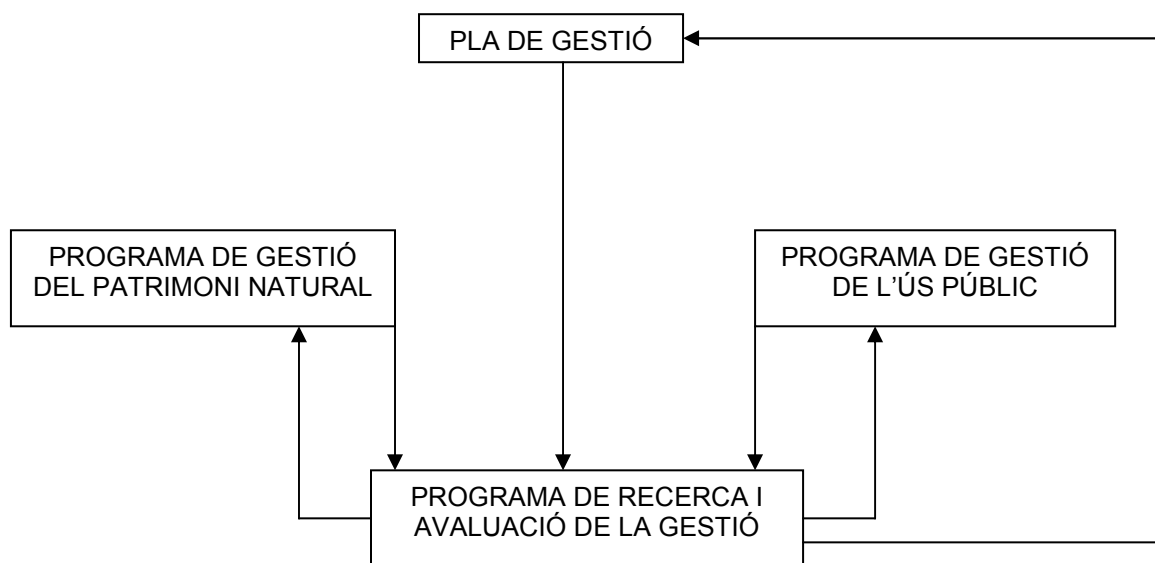 PLA DE GESTIÓ
PROGRAMA DE GESTIÓ
DEL PATRIMONI NATURAL
PROGRAMA DE GESTIÓ
DE L'ÚS PÚBLIC
PROGRAMA DE RECERCA I
AVALUACIÓ DE LA GESTIÓ